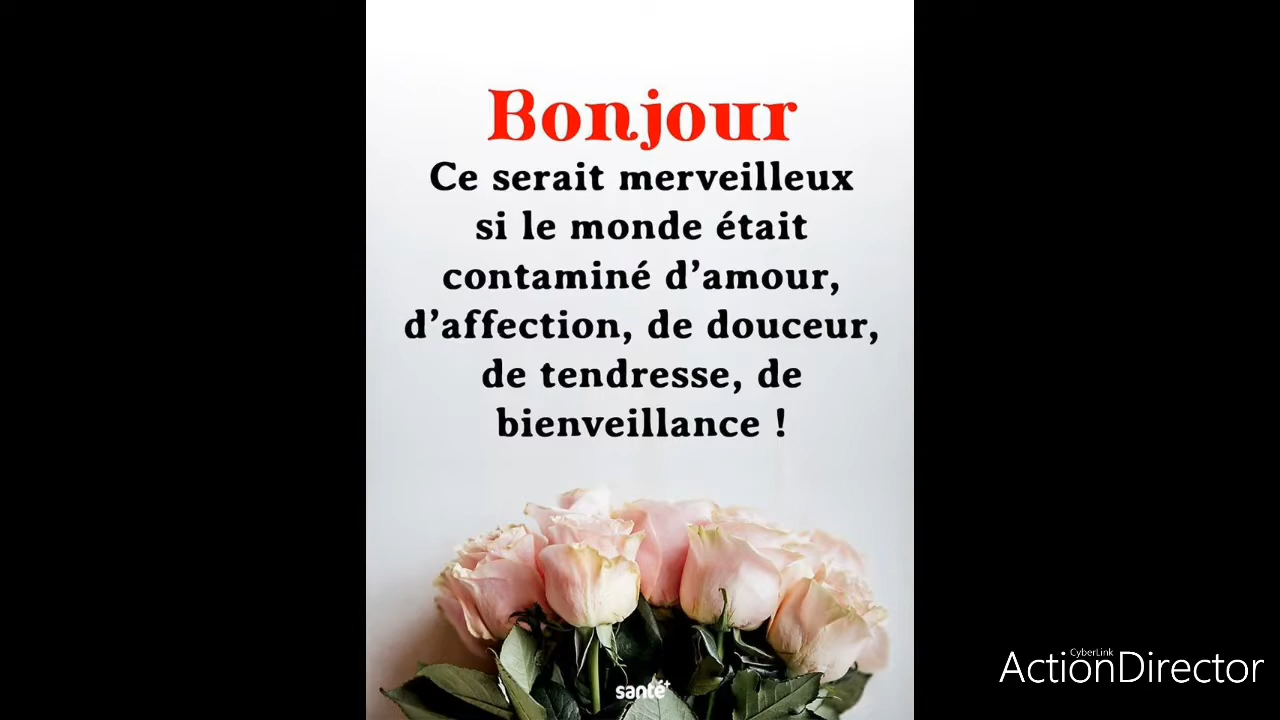 Bonjour
Ce serait merveilleux
si le monde était
contaminé d’amour,
d’affection, de douceur,
de tendresse, de
bienveillance !
santé+
CyberLink
ActionDirector